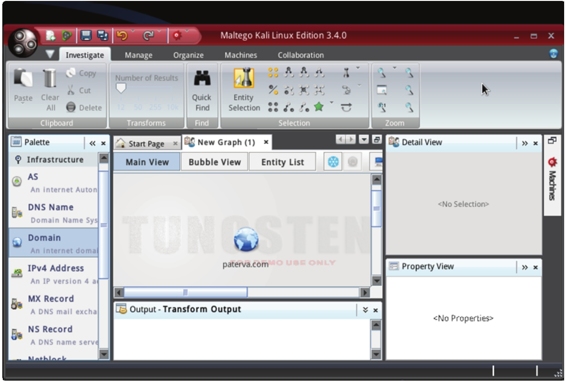 Maltego Kali Linux Edition 3.4.0
Investigate Manage Organize Machines Collaboration
Copy
Cut
Delete
Paste
Clear All
Clipboard
Number of Results
Transforms
Quick Find
Find
Entity Selection
Selection
Zoom
Palette
Infrastructure
AS
An Internet Auton
DNS Name
Domain Name Sys
Domain
An Internet domai
IPv4 Address
An IP version 4 a
MX Record
A DNS mail exchan
NS Record
A DNS name serve
Netblock
Start Page
New Graph (1)
Main View Bubble View Entity List
TUNGSTEN
DEMO USE ONLY
paterva.com
Output - Transform Output
Detail View
<No Selection>
Property View
<No Properties>
Machines